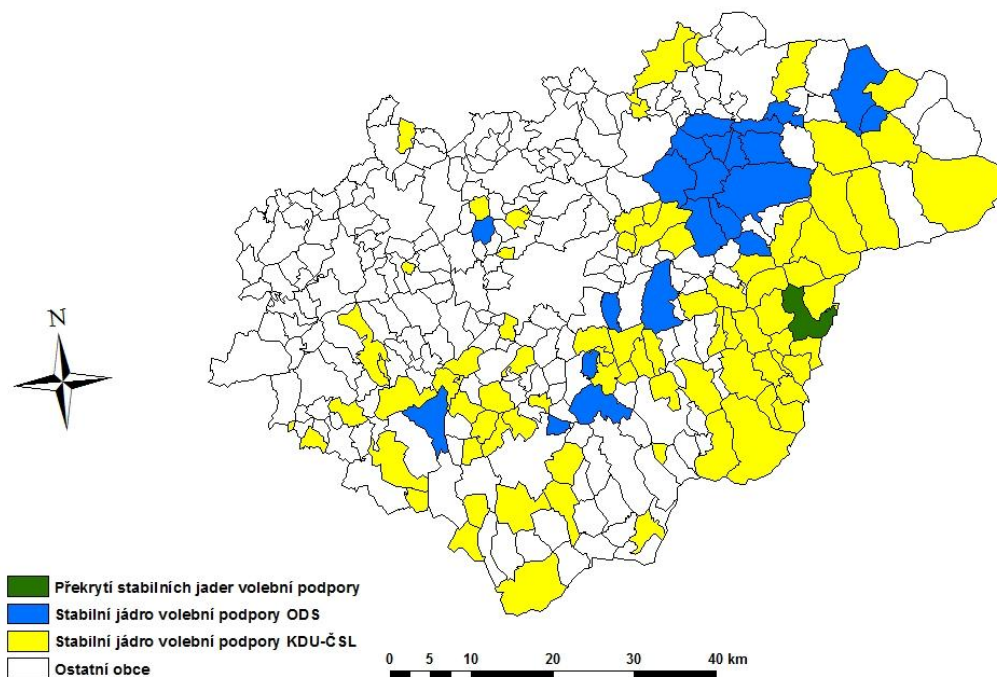 N
Překrytí stabilních jader volební podpory
Stabilní jádro volební podpory ODS
Stabilní jádro volební podpory KDU-ČSL
Ostatní obce
0 5 10 20 30 40 km